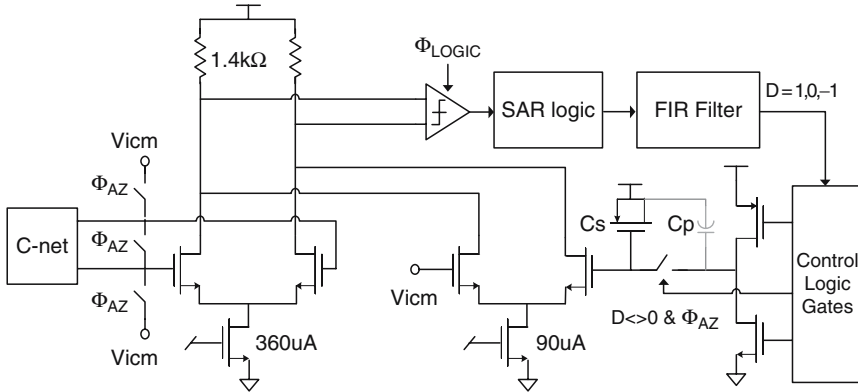 1.4kΩ
Φ_LOGIC
SAR logic
FIR Filter
D = 1,0,−1
Vicm
Φ_AZ
C-net
Φ_AZ
Φ_AZ
Vicm
360uA
Vicm
90uA
Cs
Cp
D<>0 & Φ_AZ
Control
Logic
Gates